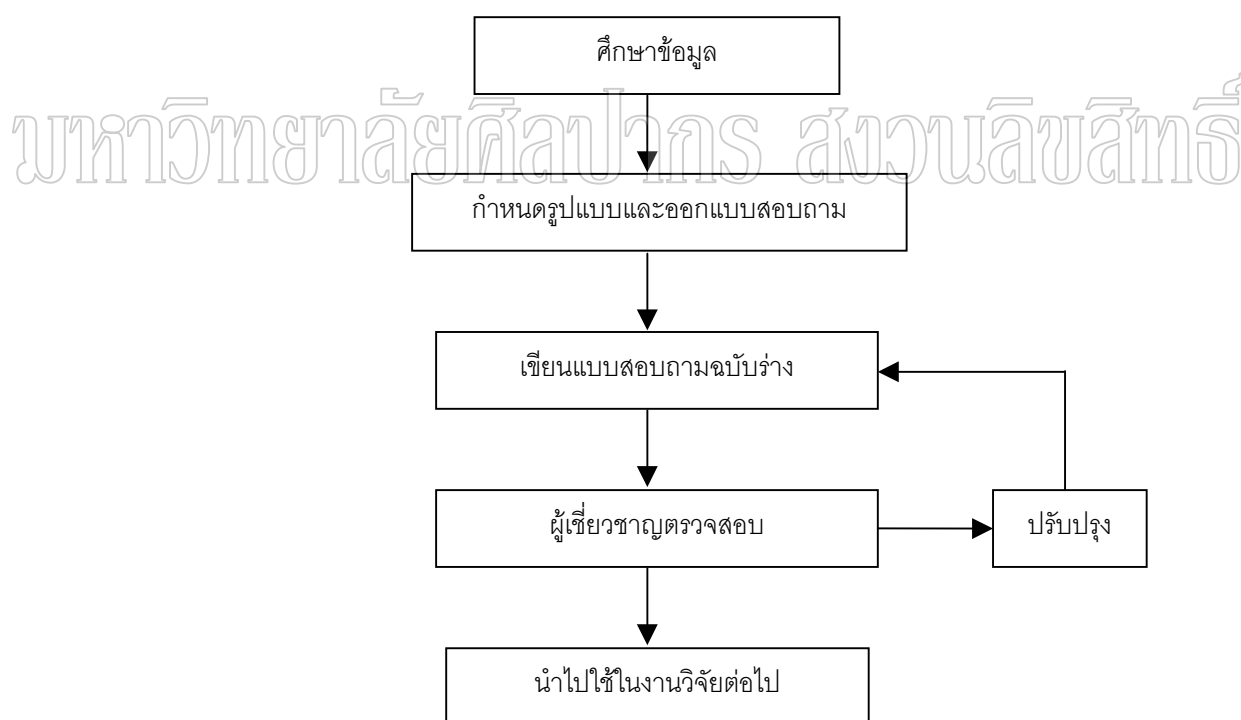 ศึกษาข้อมูล
มหาวิทยาลัยศิลปากร สงวนลิขสิทธิ์
กำหนดรูปแบบและออกแบบสอบถาม
เขียนแบบสอบถามฉบับร่าง
ผู้เชี่ยวชาญตรวจสอบ
ปรับปรุง
นำไปใช้ในงานวิจัยต่อไป